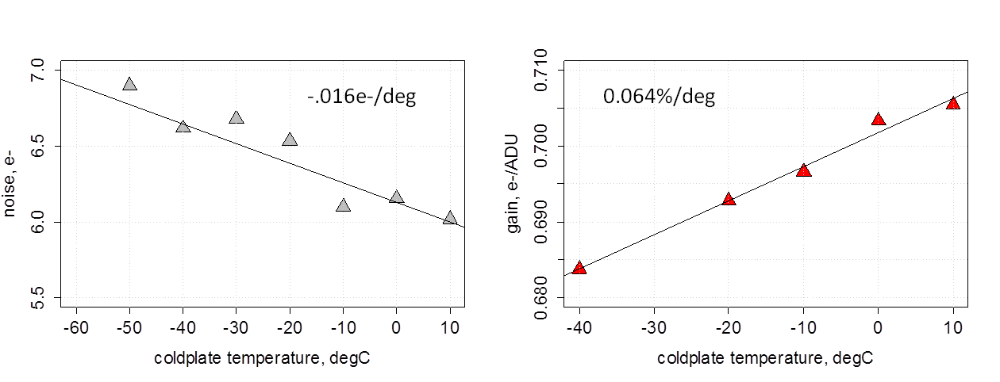 -.016e-/deg
noise, e-
7.0
6.5
6.0
5.5
-60 -50 -40 -30 -20 -10 0 10
coldplate temperature, degC
0.064%/deg
gain, e-/ADU
0.710
0.700
0.690
0.680
-40 -30 -20 -10 0 10
coldplate temperature, degC